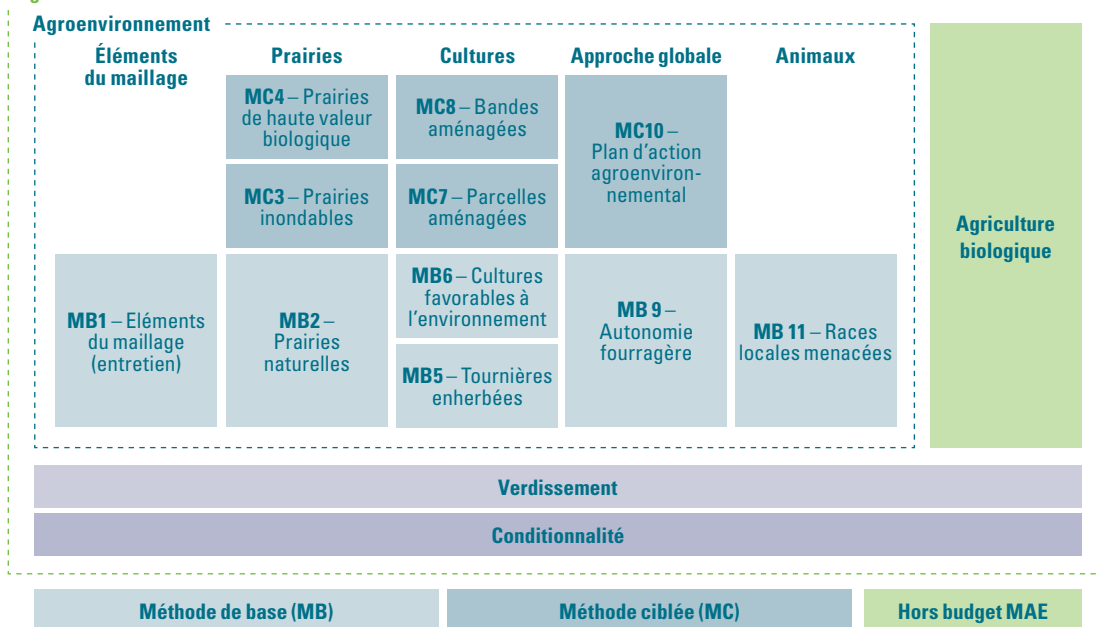 Agroenvironnement
Éléments
du maillage
Prairies
Cultures
Approche globale
Animaux
MC4 – Prairies
de haute valeur
biologique
MC8 – Bandes
aménagées
MC10 –
Plan d'action
agroenviron-
nemental
MC3 – Prairies
inondables
MC7 – Parcelles
aménagées
Agriculture
biologique
MB1 – Eléments
du maillage
(entretien)
MB2 –
Prairies
naturelles
MB6 – Cultures
favorables à
l'environnement
MB5 – Tournières
enherbées
MB 9 –
Autonomie
fourragère
MB 11 – Races
locales menacées
Verdissement
Conditionnalité
Méthode de base (MB)
Méthode ciblée (MC)
Hors budget MAE